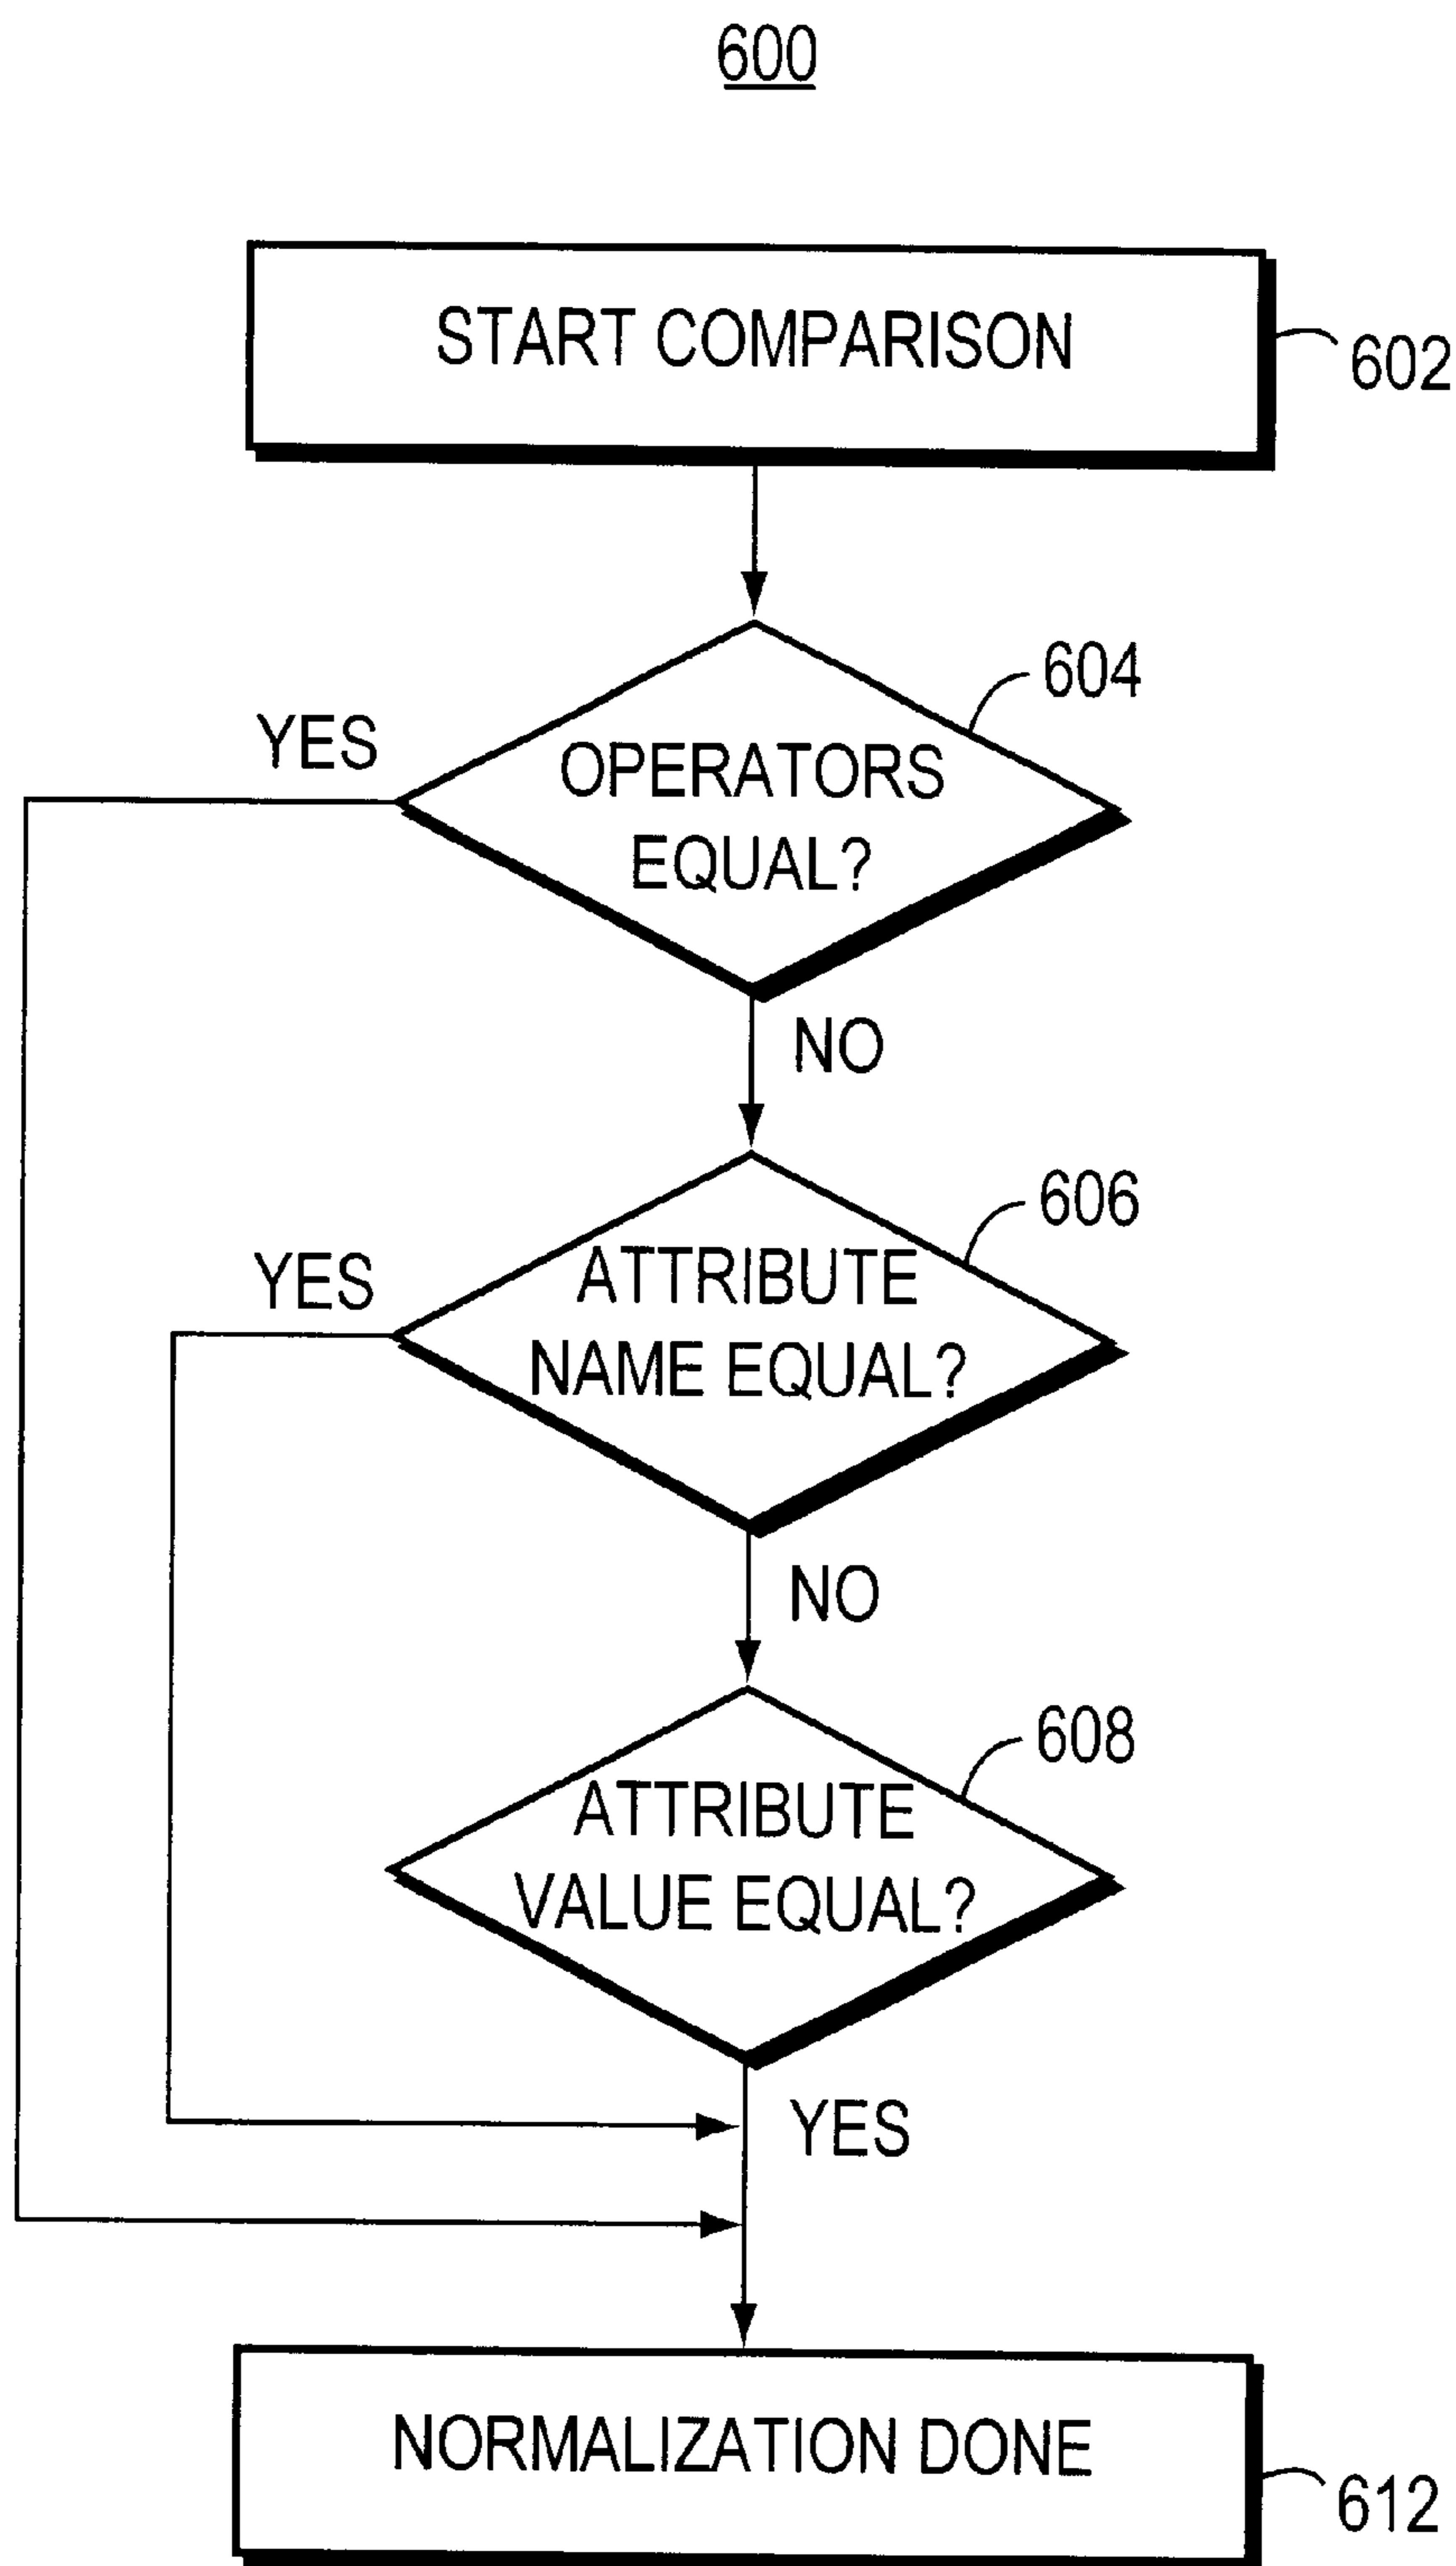 600
START COMPARISON
602
604
YES
OPERATORS
EQUAL?
NO
606
YES
ATTRIBUTE
NAME EQUAL?
NO
608
ATTRIBUTE
VALUE EQUAL?
YES
NORMALIZATION DONE
612